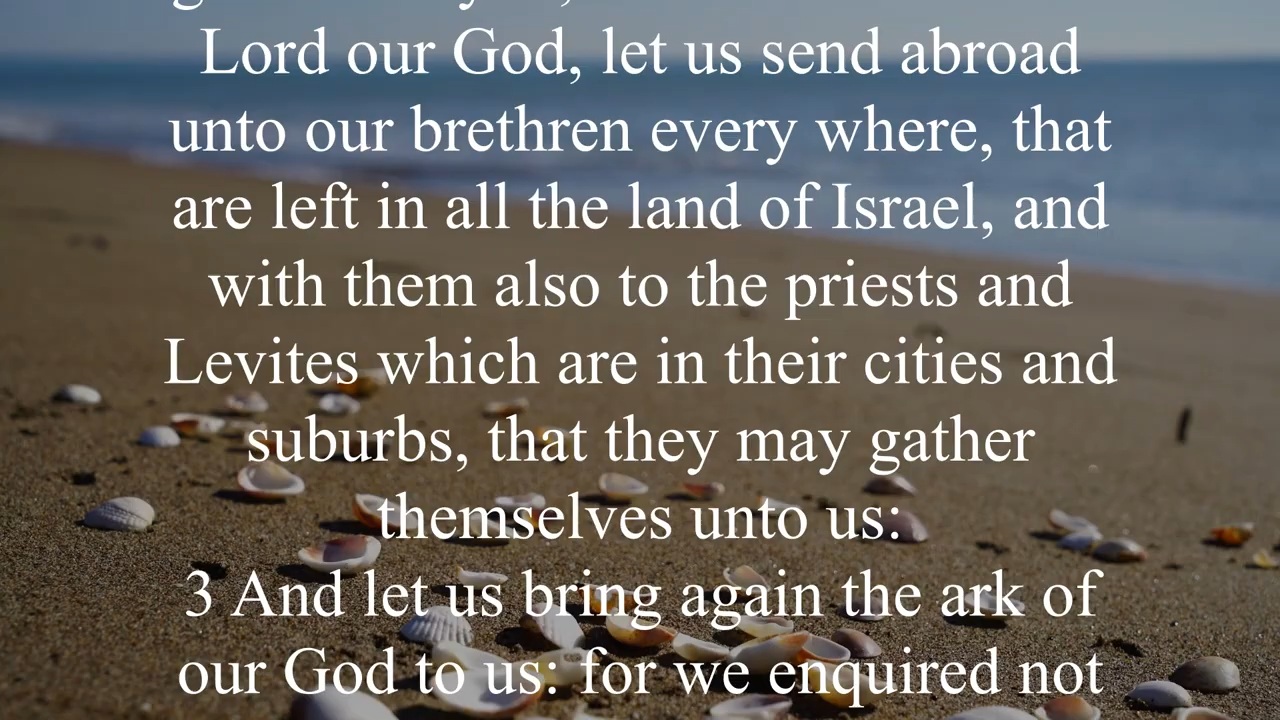 Lord our God, let us send abroad
unto our brethren every where, that
are left in all the land of Israel, and
with them also to the priests and
Levites which are in their cities and
suburbs, that they may gather
themselves unto us:
3 And let us bring again the ark of
our God to us: for we enquired not